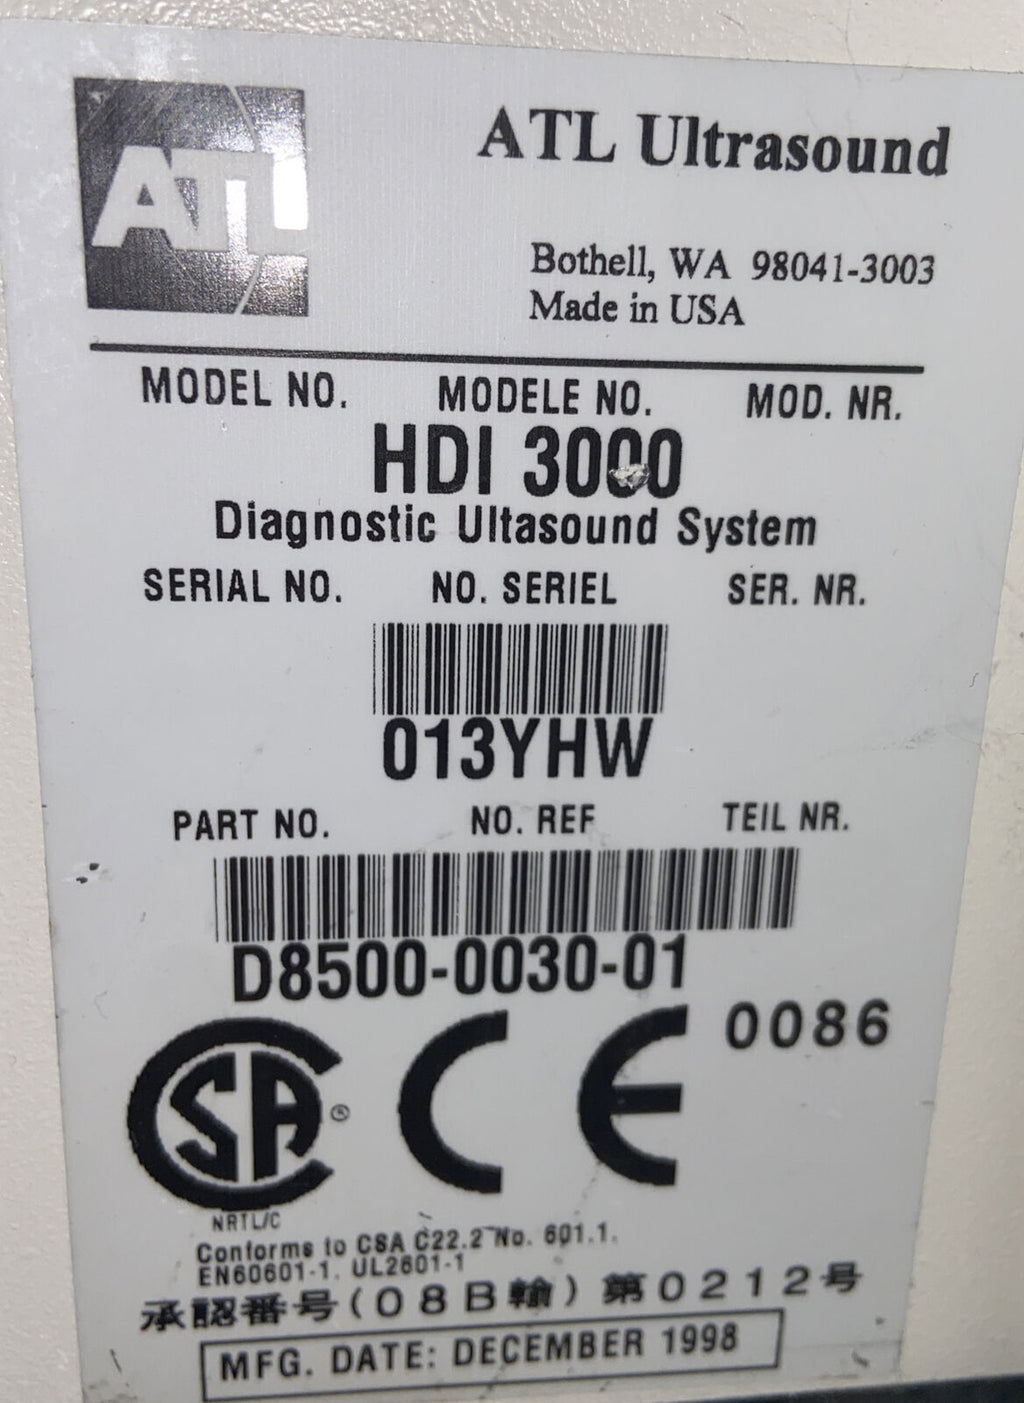 ATL
ATL Ultrasound
Bothell, WA 98041-3003
Made in USA
MODEL NO. MODELE NO. MOD. NR.
HDI 3000
Diagnostic Ultasound System
SERIAL NO. NO. SERIEL SER. NR.
013YHW
PART NO. NO. REF TEIL NR.
D8500-0030-01
CSA ® CE 0086
NRTL/C
Conforms to CSA C22.2 No. 601.1.
EN60601-1. UL2601-1
承認番号(08B輸)第0212号
MFG. DATE: DECEMBER 1998